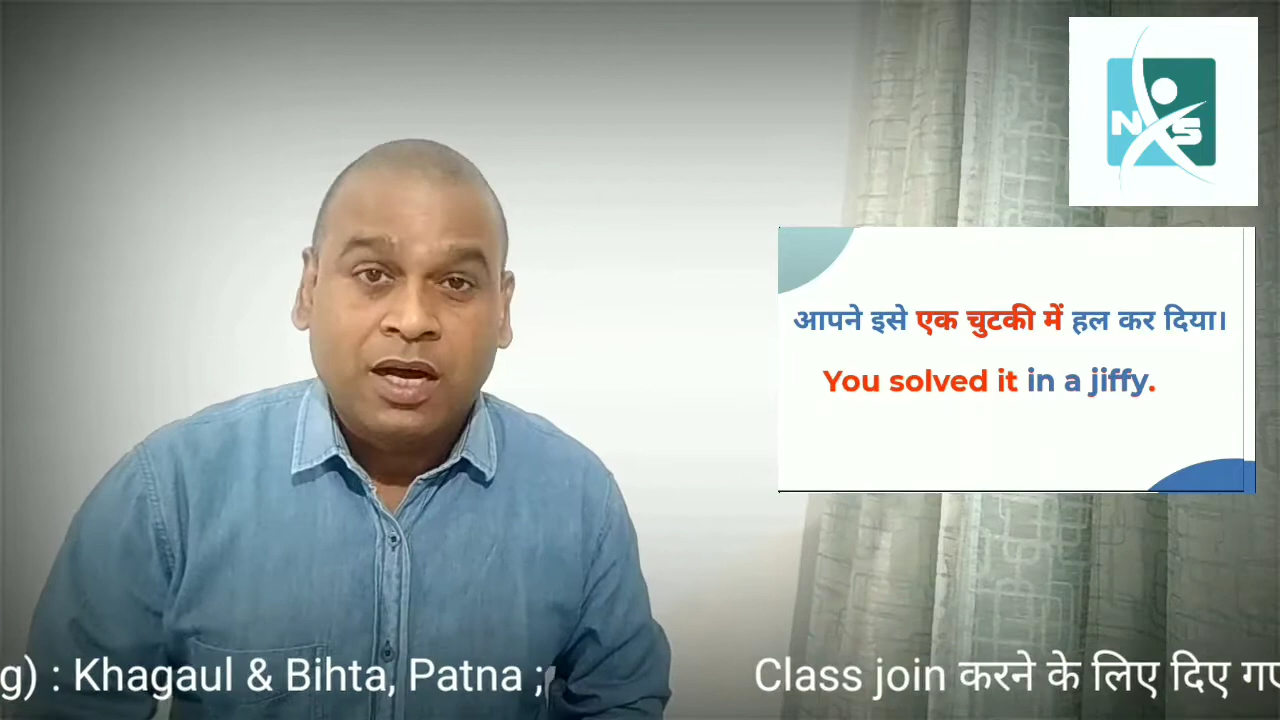 NXS
आपने इसे एक चुटकी में हल कर दिया।
You solved it in a jiffy.
g) : Khagaul & Bihta, Patna ; Class join करने के लिए दिए